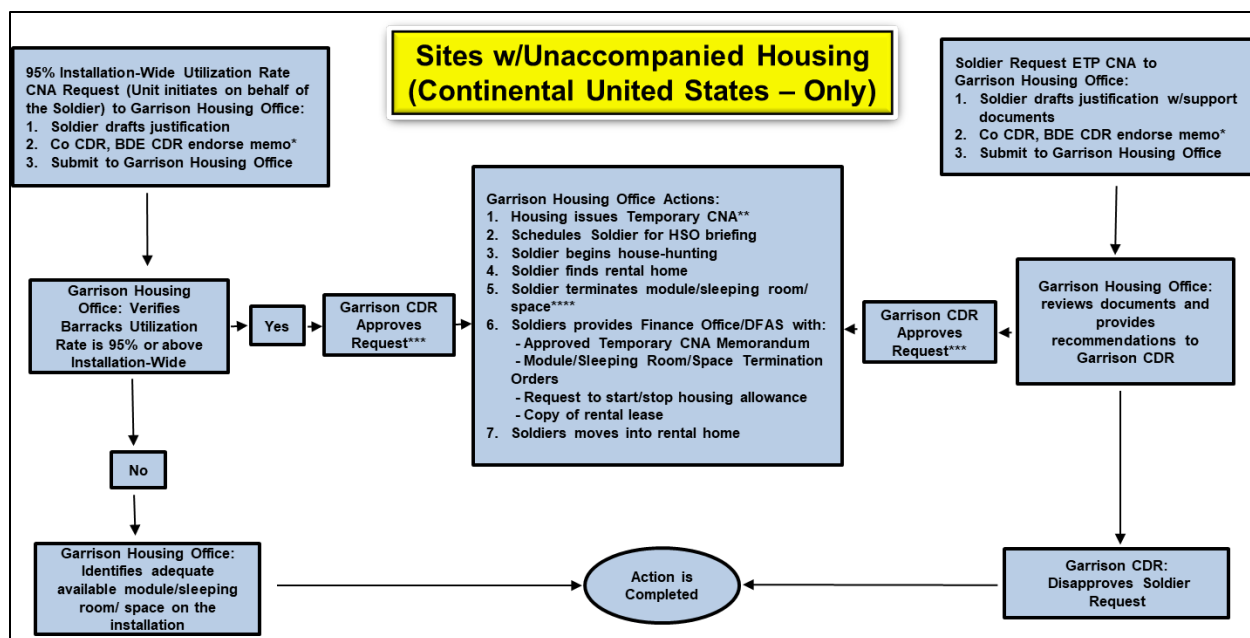 Sites w/Unaccompanied Housing
(Continental United States – Only)
95% Installation-Wide Utilization Rate
CNA Request (Unit initiates on behalf
of the Soldier) to Garrison Housing Office:
1. Soldier drafts justification
2. Co CDR, BDE CDR endorse memo*
3. Submit to Garrison Housing Office
Soldier Request ETP CNA to
Garrison Housing Office:
1. Soldier drafts justification w/support
documents
2. Co CDR, BDE CDR endorse memo*
3. Submit to Garrison Housing Office
Garrison Housing
Office: Verifies
Barracks Utilization
Rate is 95% or above
Installation-Wide
Yes
Garrison CDR
Approves
Request***
Garrison Housing Office Actions:
1. Housing issues Temporary CNA**
2. Schedules Soldier for HSO briefing
3. Soldier begins house-hunting
4. Soldier finds rental home
5. Soldier terminates module/sleeping room/
space****
6. Soldiers provides Finance Office/DFAS with:
- Approved Temporary CNA Memorandum
- Module/Sleeping Room/Space Termination
Orders
- Request to start/stop housing allowance
- Copy of rental lease
7. Soldiers moves into rental home
Garrison CDR
Approves
Request***
Garrison Housing Office:
reviews documents and
provides
recommendations to
Garrison CDR
No
Garrison Housing Office:
Identifies adequate
available module/sleeping
room/ space on the
installation
Action is
Completed
Garrison CDR:
Disapproves Soldier
Request